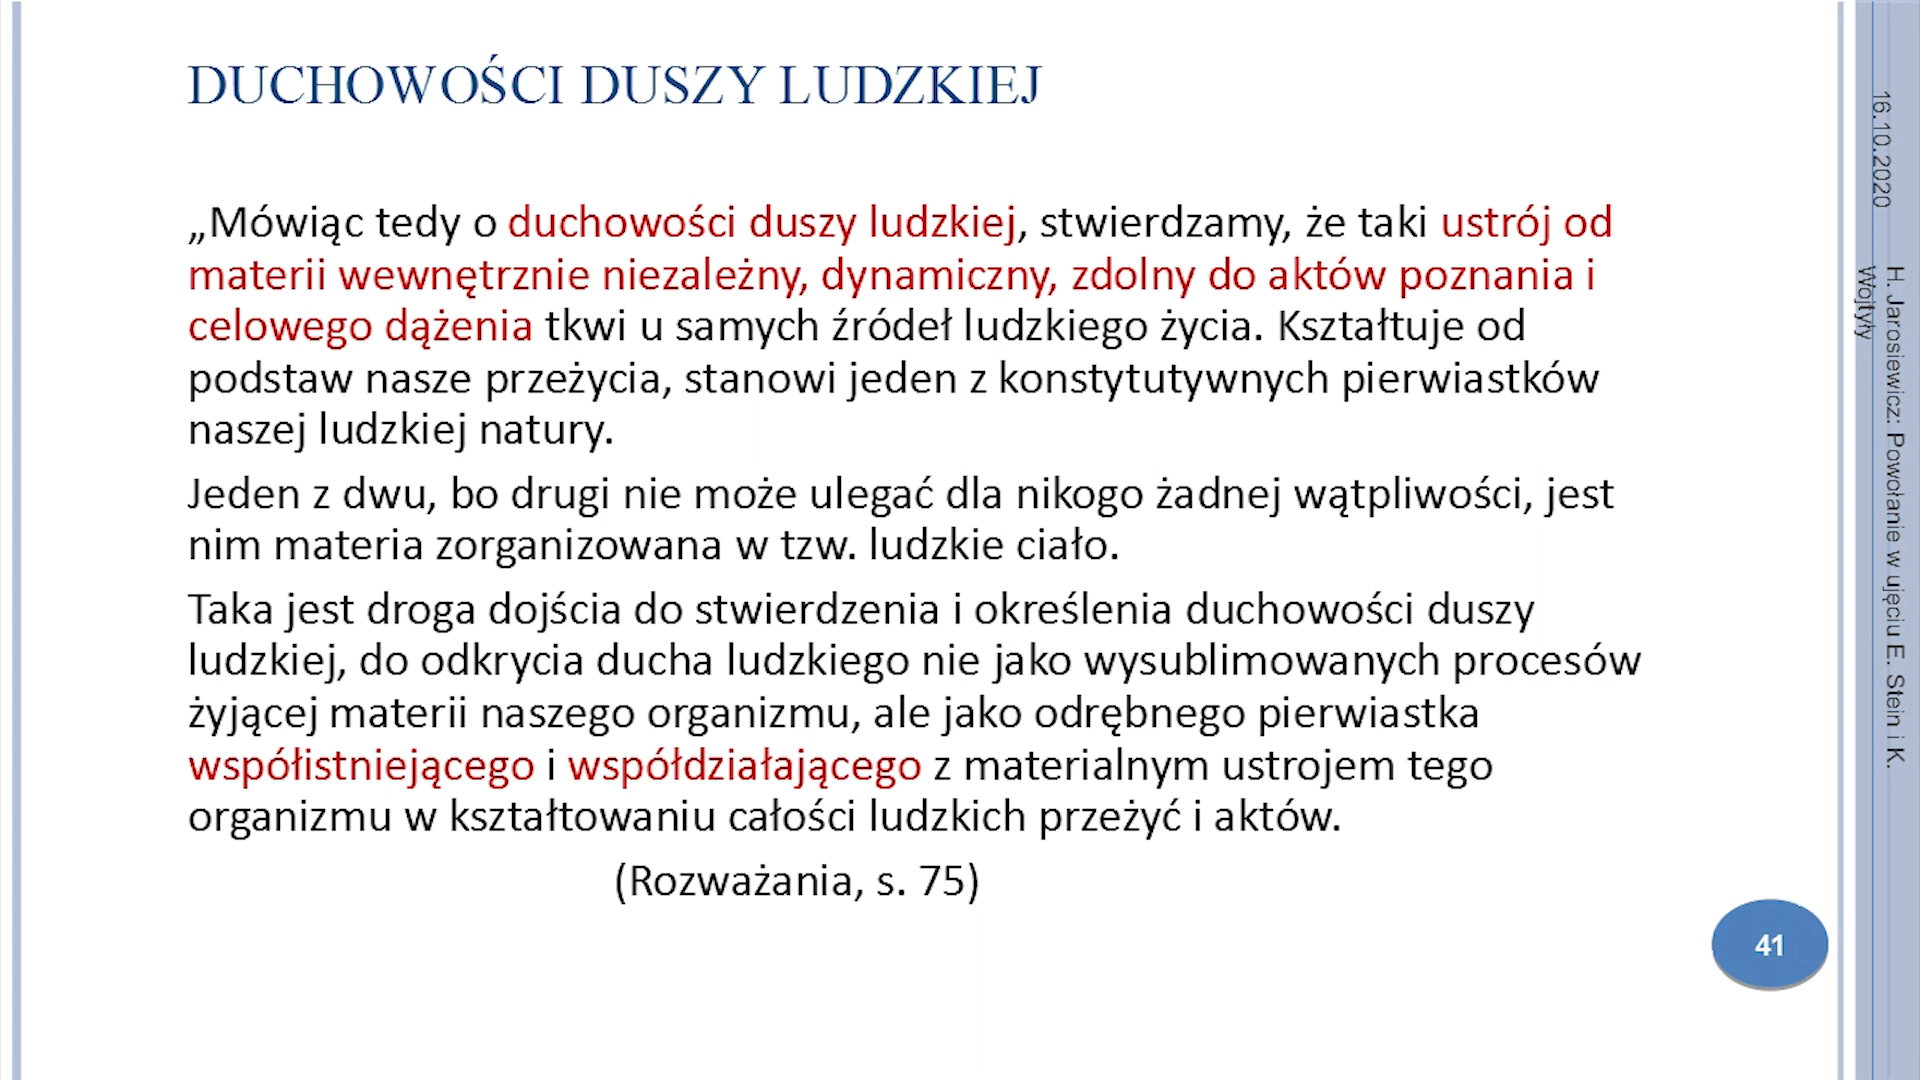 DUCHOWOŚCI DUSZY LUDZKIEJ
„Mówiąc tedy o duchowości duszy ludzkiej, stwierdzamy, że taki ustrój od
materii wewnętrznie niezależny, dynamiczny, zdolny do aktów poznania i
celowego dążenia tkwi u samych źródeł ludzkiego życia. Kształtuje od
podstaw nasze przeżycia, stanowi jeden z konstytutywnych pierwiastków
naszej ludzkiej natury.
Jeden z dwu, bo drugi nie może ulegać dla nikogo żadnej wątpliwości, jest
nim materia zorganizowana w tzw. ludzkie ciało.
Taka jest droga dojścia do stwierdzenia i określenia duchowości duszy
ludzkiej, do odkrycia ducha ludzkiego nie jako wysublimowanych procesów
żyjącej materii naszego organizmu, ale jako odrębnego pierwiastka
współistniejącego i współdziałającego z materialnym ustrojem tego
organizmu w kształtowaniu całości ludzkich przeżyć i aktów.
(Rozważania, s. 75)
41
16.10.2020
H. Jarosiewicz: Powołanie w ujęciu E. Stein i K.
Wojtyły